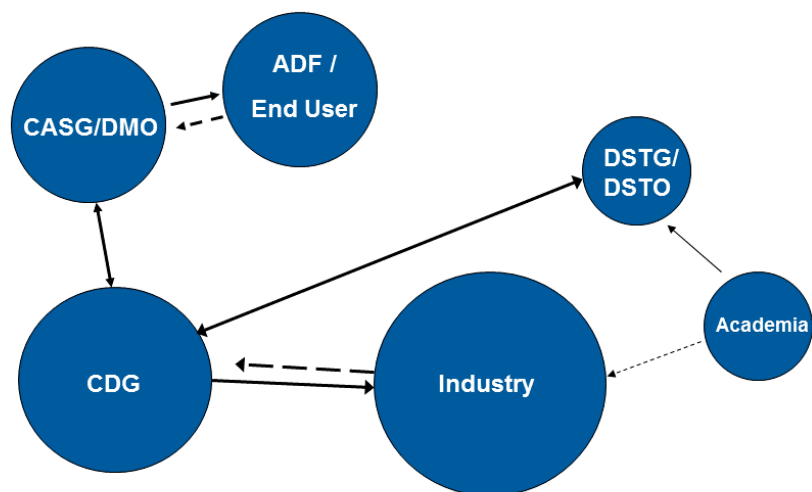 ADF /
End User
CASG/DMO
DSTG/
DSTO
Academia
CDG
Industry